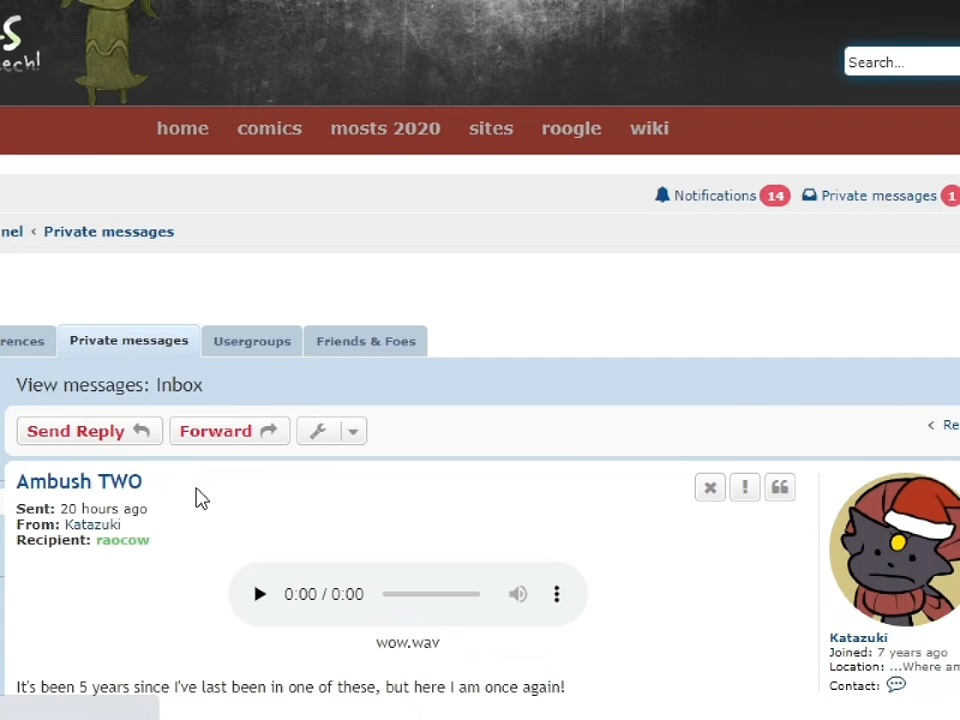 ech!
Search...
home comics mosts 2020 sites roogle wiki
Notifications 14 Private messages 1
nel ‹ Private messages
rences Private messages Usergroups Friends & Foes
View messages: Inbox
Send Reply Forward
‹ Re
Ambush TWO
Sent: 20 hours ago
From: Katazuki
Recipient: raocow
0:00 / 0:00
wow.wav
Katazuki
Joined: 7 years ago
Location: ...Where am
Contact:
It's been 5 years since I've last been in one of these, but here I am once again!